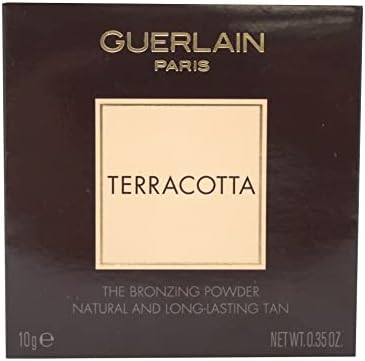 GUERLAIN
PARIS
TERRACOTTA
THE BRONZING POWDER
NATURAL AND LONG-LASTING TAN
10g ℮
NET WT. 0.35 OZ.